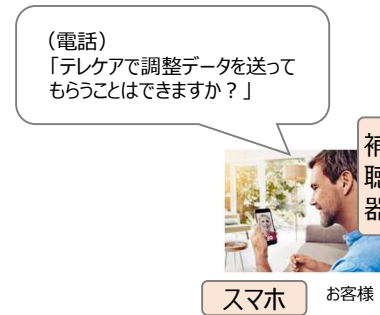 （電話）
「テレケアで調整データを送って
もらうことはできますか？」
補
聴
器
スマホ
お客様